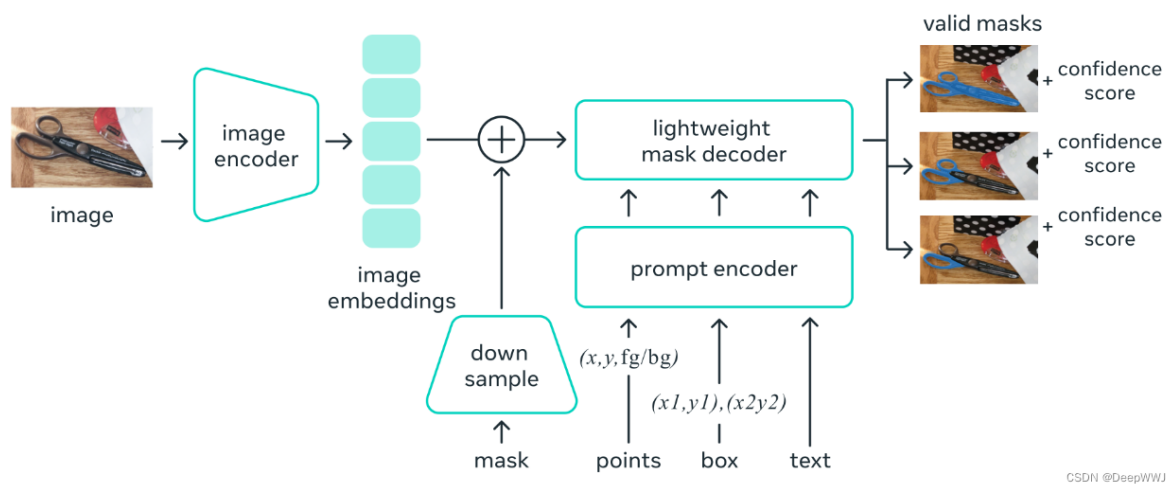 valid masks
confidence
score
+
image
encoder
lightweight
mask decoder
+
+
confidence
score
image
prompt encoder
+
confidence
score
image
embeddings
down
sample
(x,y,fg/bg)
(x1,y1),(x2y2)
mask
points
box
text
CSDN @DeepWWJ